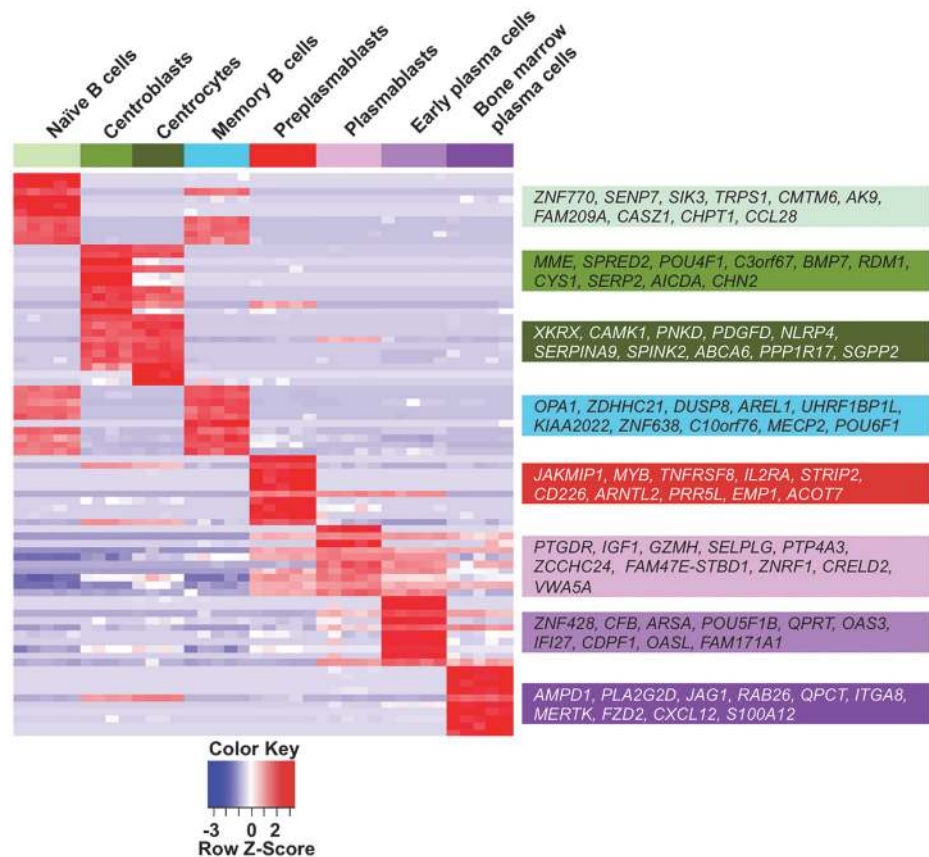 Naïve B cells
Centroblasts
Centrocytes
Memory B cells
Preplasmablasts
Plasmablasts
Early plasma cells
Bone marrow
plasma cells
ZNF770, SENP7, SIK3, TRPS1, CMTM6, AK9,
FAM209A, CASZ1, CHPT1, CCL28
MME, SPRED2, POU4F1, C3orf67, BMP7, RDM1,
CYS1, SERP2, AICDA, CHN2
XKRX, CAMK1, PNKD, PDGFD, NLRP4,
SERPINA9, SPINK2, ABCA6, PPP1R17, SGPP2
OPA1, ZDHHC21, DUSP8, AREL1, UHRF1BP1L,
KIAA2022, ZNF638, C10orf76, MECP2, POU6F1
JAKMIP1, MYB, TNFRSF8, IL2RA, STRIP2,
CD226, ARNTL2, PRR5L, EMP1, ACOT7
PTGDR, IGF1, GZMH, SELPLG, PTP4A3,
ZCCHC24, FAM47E-STBD1, ZNRF1, CRELD2,
VWA5A
ZNF428, CFB, ARSA, POU5F1B, QPRT, OAS3,
IFI27, CDPF1, OASL, FAM171A1
AMPD1, PLA2G2D, JAG1, RAB26, QPCT, ITGA8,
MERTK, FZD2, CXCL12, S100A12
Color Key
-3 0 2
Row Z-Score